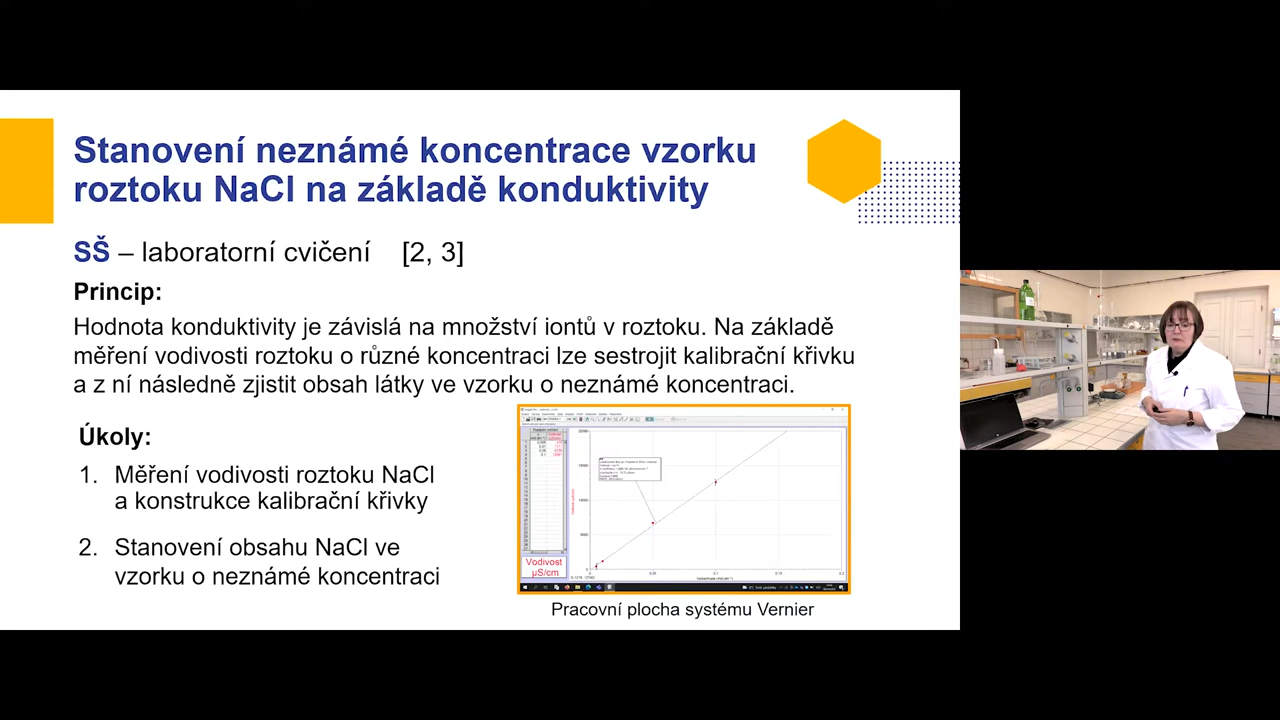 Stanovení neznámé koncentrace vzorku
roztoku NaCl na základě konduktivity
SŠ – laboratorní cvičení [2, 3]
Princip:
Hodnota konduktivity je závislá na množství iontů v roztoku. Na základě
měření vodivosti roztoku o různé koncentraci lze sestrojit kalibrační křivku
a z ní následně zjistit obsah látky ve vzorku o neznámé koncentraci.
Úkoly:
1. Měření vodivosti roztoku NaCl
a konstrukce kalibrační křivky
2. Stanovení obsahu NaCl ve
vzorku o neznámé koncentraci
Vodivost
µS/cm
Pracovní plocha systému Vernier